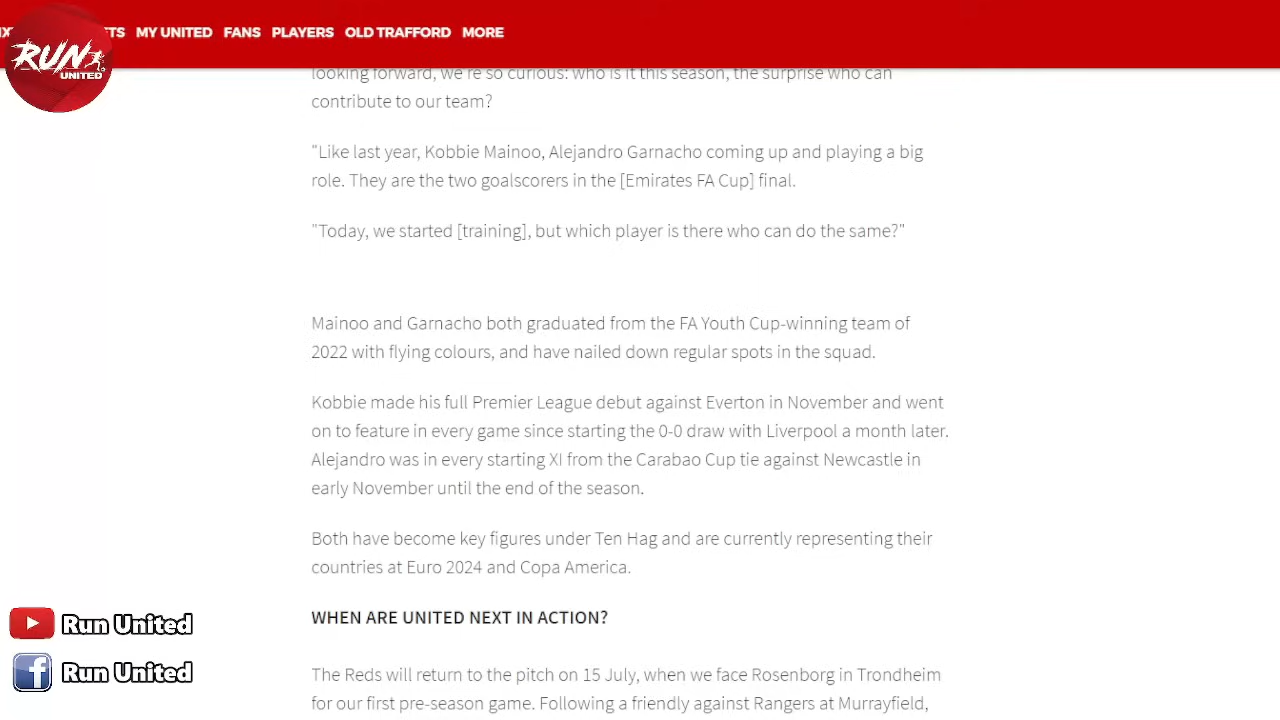 TS MY UNITED FANS PLAYERS OLD TRAFFORD MORE
RUN
UNITED
looking forward, we're so curious: who is it this season, the surprise who can
contribute to our team?
"Like last year, Kobbie Mainoo, Alejandro Garnacho coming up and playing a big
role. They are the two goalscorers in the [Emirates FA Cup] final.
"Today, we started [training], but which player is there who can do the same?"
Mainoo and Garnacho both graduated from the FA Youth Cup-winning team of
2022 with flying colours, and have nailed down regular spots in the squad.
Kobbie made his full Premier League debut against Everton in November and went
on to feature in every game since starting the 0-0 draw with Liverpool a month later.
Alejandro was in every starting XI from the Carabao Cup tie against Newcastle in
early November until the end of the season.
Both have become key figures under Ten Hag and are currently representing their
countries at Euro 2024 and Copa America.
WHEN ARE UNITED NEXT IN ACTION?
Run United
Run United
The Reds will return to the pitch on 15 July, when we face Rosenborg in Trondheim
for our first pre-season game. Following a friendly against Rangers at Murrayfield,